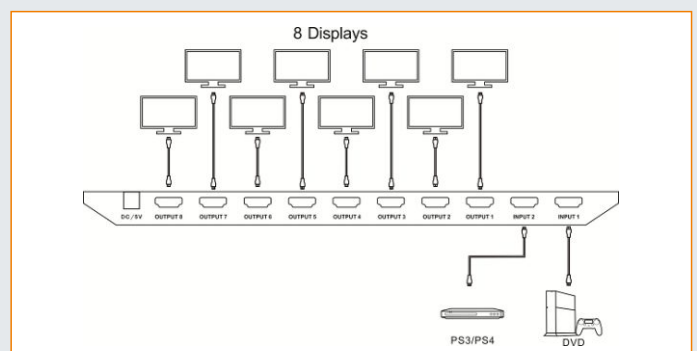 8 Displays
DC/5V OUTPUT 8 OUTPUT 7 OUTPUT 6 OUTPUT 5 OUTPUT 4 OUTPUT 3 OUTPUT 2 OUTPUT 1 INPUT 2 INPUT 1
PS3/PS4 DVD